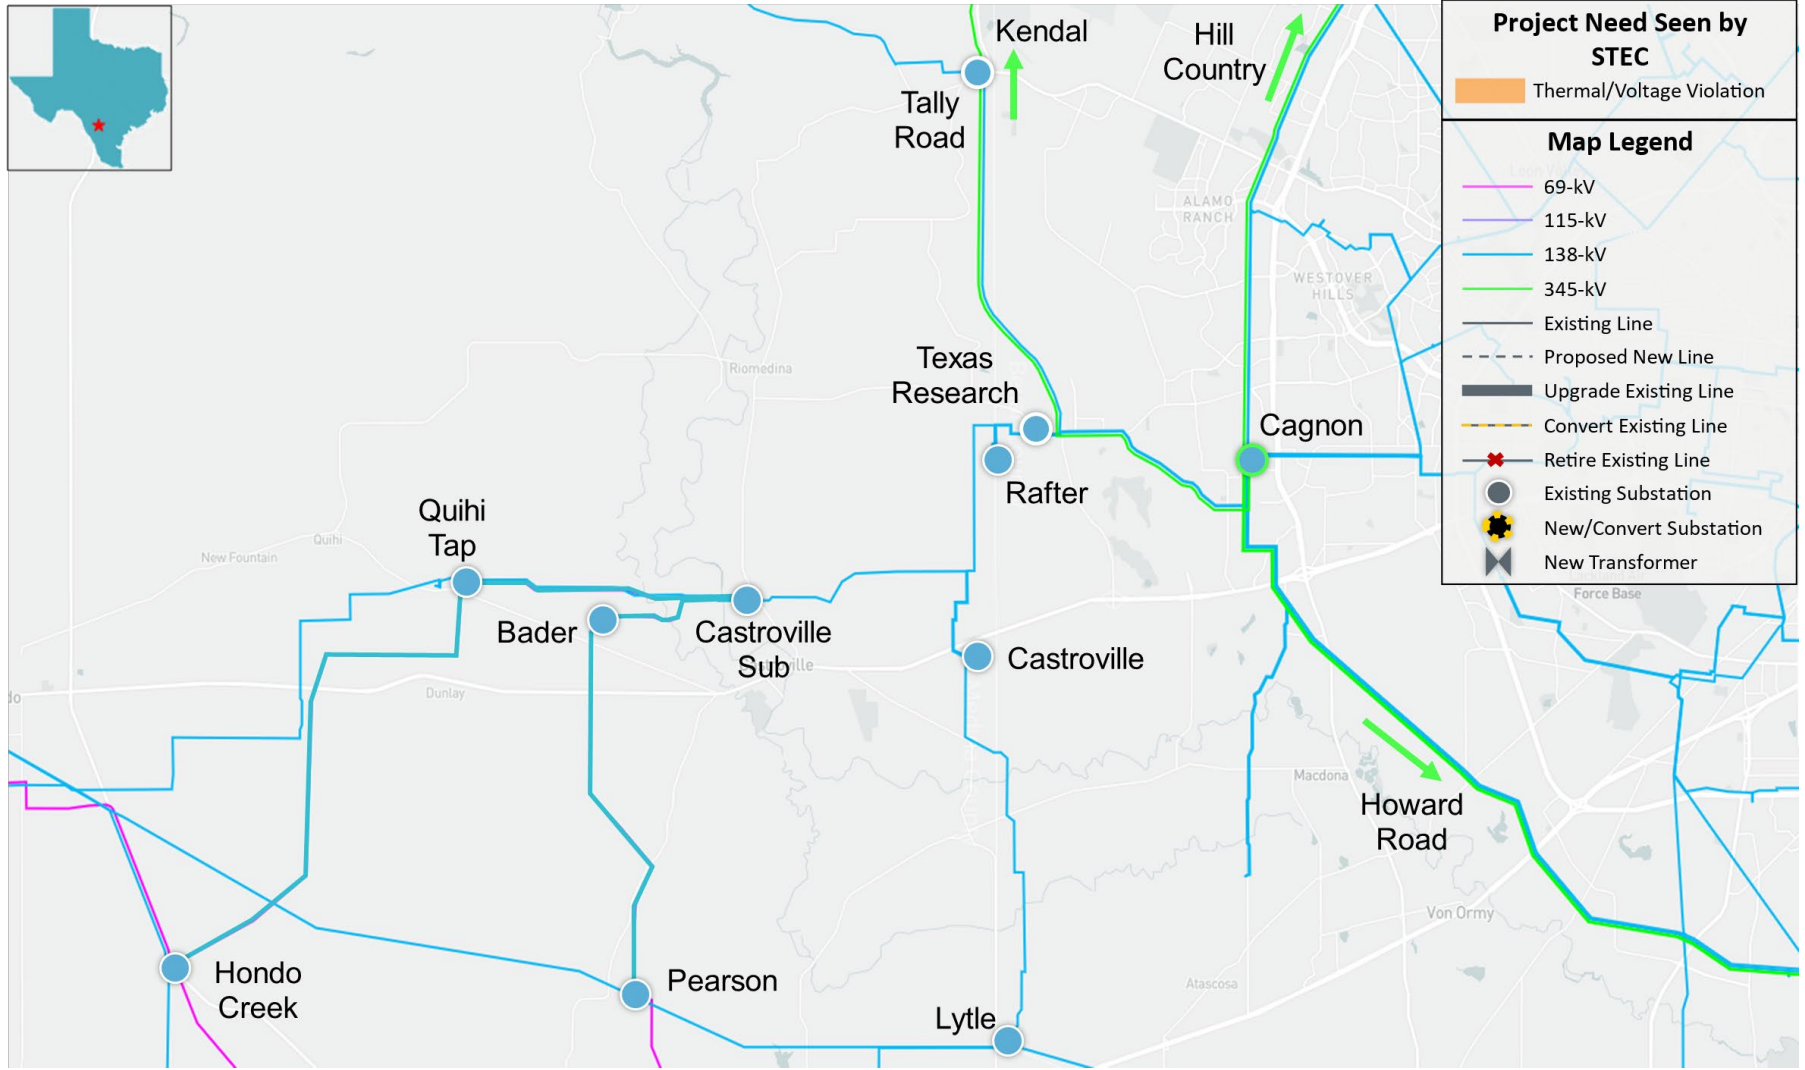 Kendal
Hill
Country
Tally
Road
ALAMO
RANCH
WESTOVER
HILLS
Project Need Seen by
STEC
Thermal/Voltage Violation
Map Legend
69-kV
115-kV
138-kV
345-kV
Existing Line
Proposed New Line
Upgrade Existing Line
Convert Existing Line
Retire Existing Line
Existing Substation
New/Convert Substation
New Transformer
Force Base
Riomedina
Texas
Research
Cagnon
Rafter
Quihi
Tap
Quihi
New Fountain
Bader
Castroville
Sub
Castroville
Dunlay
do
Macdona
Howard
Road
Von Ormy
Hondo
Creek
Pearson
Atascosa
Lytle